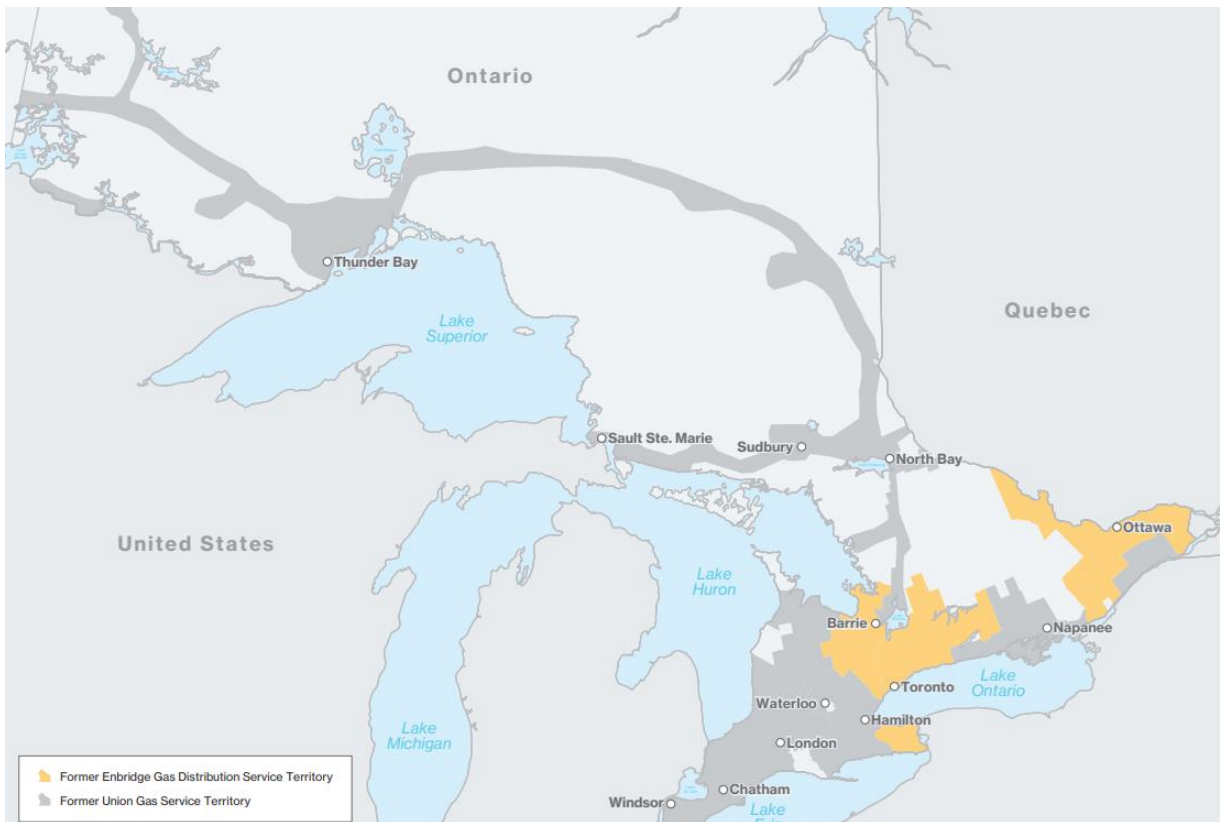 Ontario
Thunder Bay
Lake
Superior
Quebec
Sault Ste. Marie
Sudbury
North Bay
Ottawa
United States
Lake
Huron
Barrie
Napanee
Toronto
Lake
Ontario
Waterloo
Hamilton
Lake
Michigan
London
Chatham
Windsor
Lake
Former Enbridge Gas Distribution Service Territory
Former Union Gas Service Territory